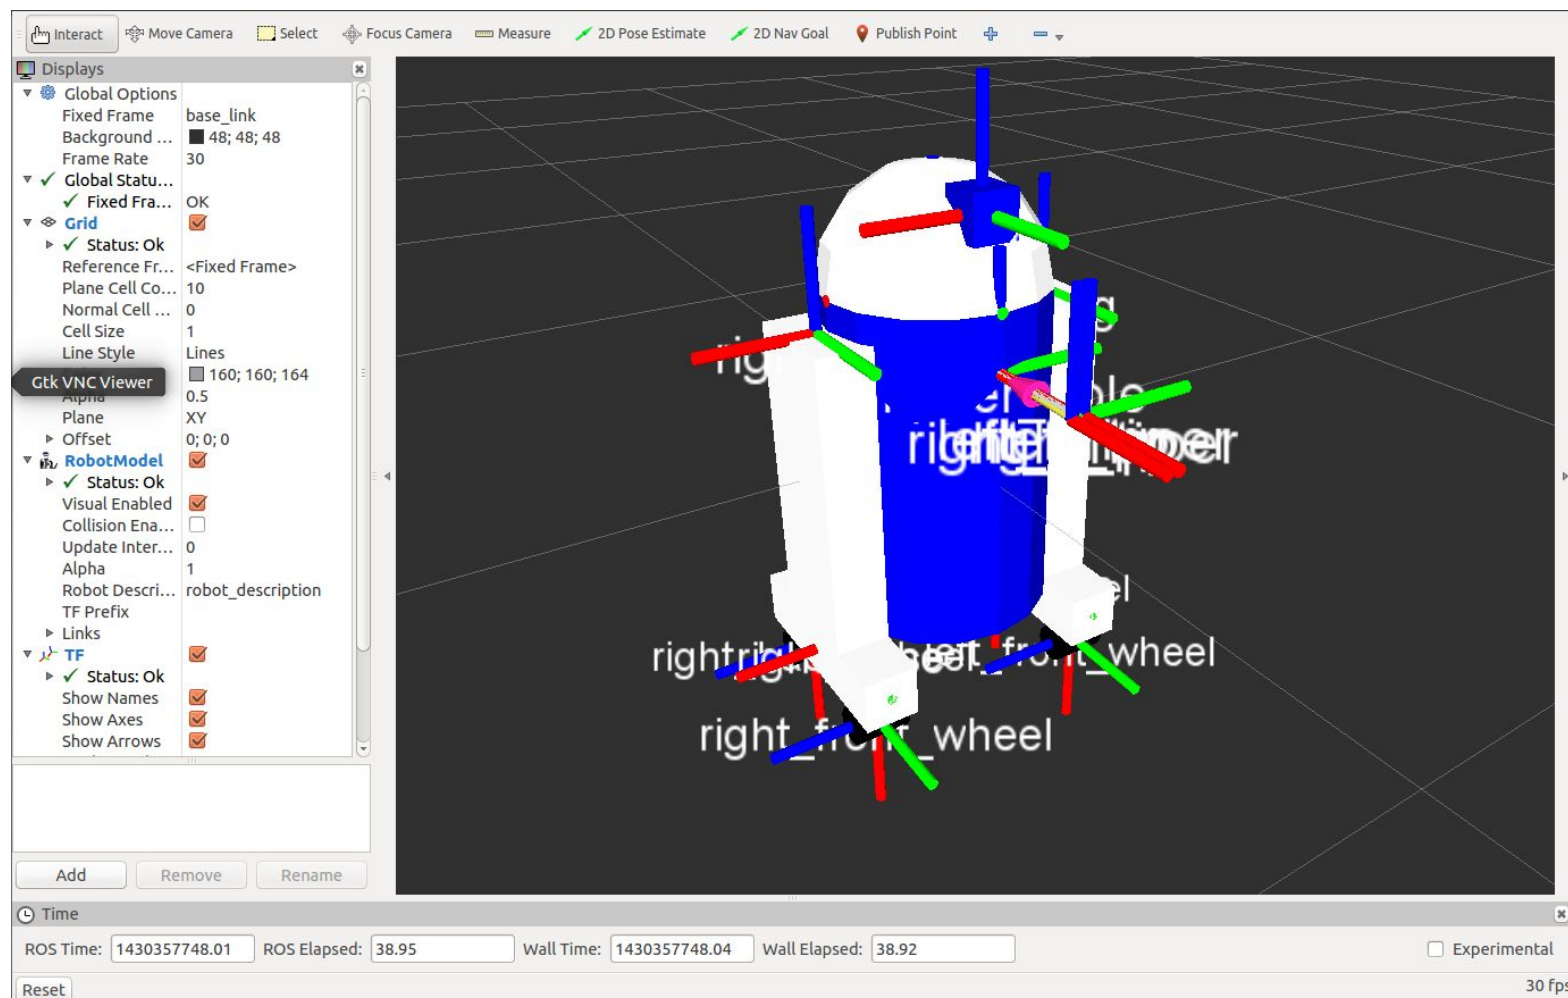 Interact Move Camera Select Focus Camera Measure 2D Pose Estimate 2D Nav Goal Publish Point
Displays
Global Options
Fixed Frame base_link
Background ... 48; 48; 48
Frame Rate 30
Global Statu...
Fixed Fra... OK
Grid
Status: Ok
Reference Fr... <Fixed Frame>
Plane Cell Co... 10
Normal Cell ... 0
Cell Size 1
Line Style Lines
160; 160; 164
Gtk VNC Viewer
Alpha 0.5
Plane XY
Offset 0; 0; 0
RobotModel
Status: Ok
Visual Enabled
Collision Ena...
Update Inter... 0
Alpha 1
Robot Descri... robot_description
TF Prefix
Links
TF
Status: Ok
Show Names
Show Axes
Show Arrows
right_front_wheel
Add Remove Rename
Time
ROS Time: 1430357748.01 ROS Elapsed: 38.95 Wall Time: 1430357748.04 Wall Elapsed: 38.92 Experimental
Reset 30 fps